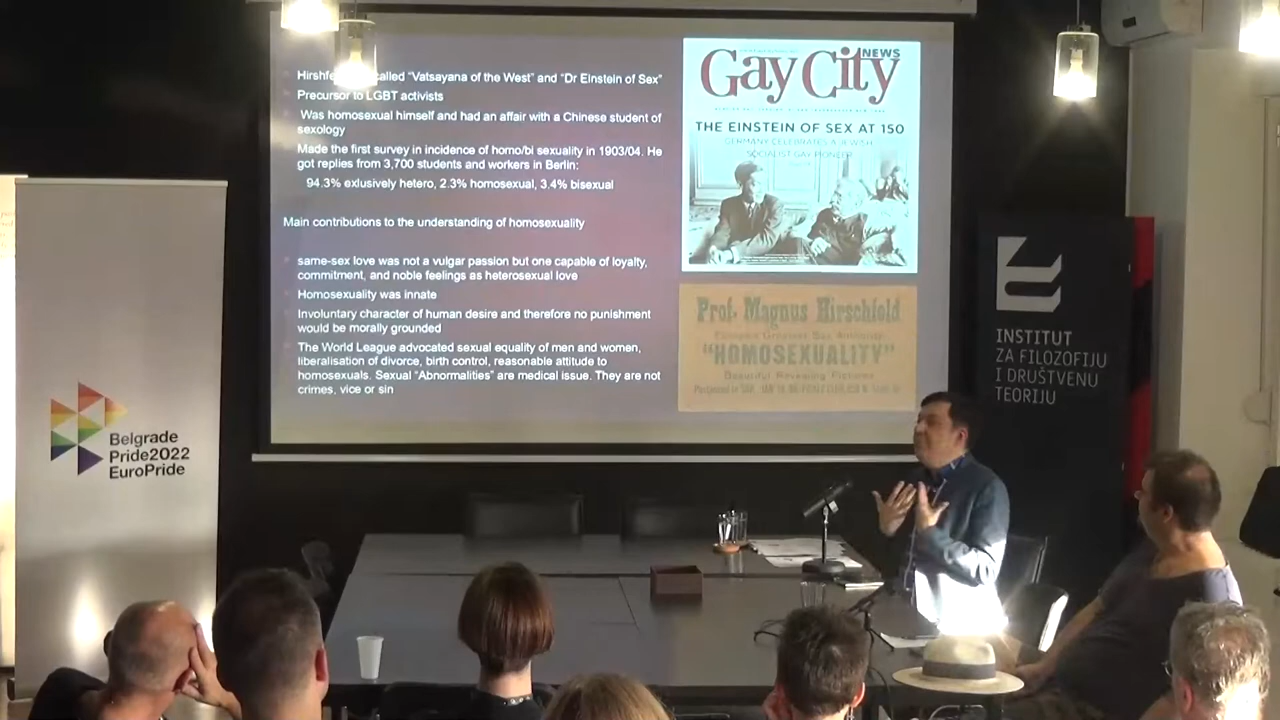 Belgrade
Pride2022
EuroPride
called "Vatsayana of the West" and "Dr Einstein of Sex"
Precursor to LGBT activists
Was homosexual himself and had an affair with a Chinese student of
sexology
Made the first survey in incidence of homo/bi sexuality in 1903/04. He
got replies from 3,700 students and workers in Berlin:
94.3% exlusively hetero, 2.3% homosexual, 3.4% bisexual
Main contributions to the understanding of homosexuality
same-sex love was not a vulgar passion but one capable of loyalty,
commitment, and noble feelings as heterosexual love
Homosexuality was innate
Involuntary character of human desire and therefore no punishment
would be morally grounded
The World League advocated sexual equality of men and women,
liberalisation of divorce, birth control, reasonable attitude to
homosexuals. Sexual "Abnormalities" are medical issue. They are not
crimes, vice or sin
Gay City NEWS
THE EINSTEIN OF SEX AT 150
GERMANY CELEBRATES A JEWISH
SOCIALIST GAY PIONEER
Prof. Magnus Hirschfeld
"HOMOSEXUALITY"
Beautiful Revealing Pictures
INSTITUT
ZA FILOZOFIJU
I DRUŠTVENU
TEORIJU